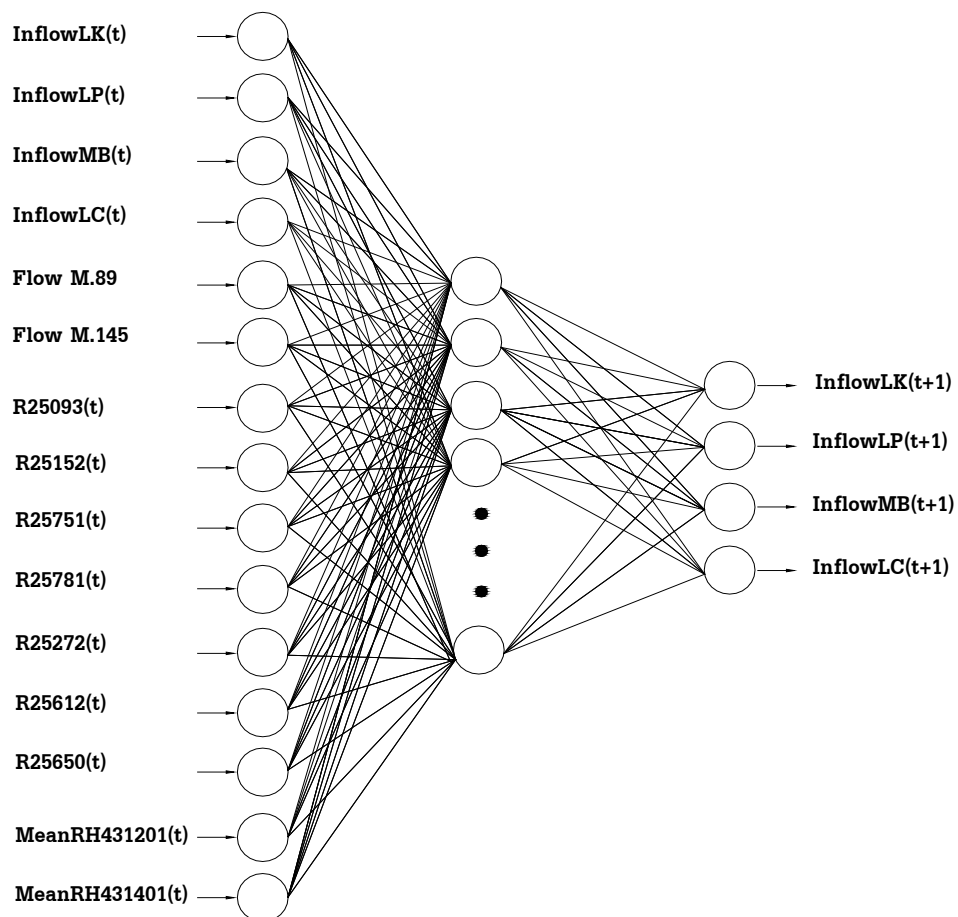 InflowLK(t)
InflowLP(t)
InflowMB(t)
InflowLC(t)
Flow M.89
Flow M.145
R25093(t)
R25152(t)
R25751(t)
R25781(t)
R25272(t)
R25612(t)
R25650(t)
MeanRH431201(t)
MeanRH431401(t)
InflowLK(t+1)
InflowLP(t+1)
InflowMB(t+1)
InflowLC(t+1)